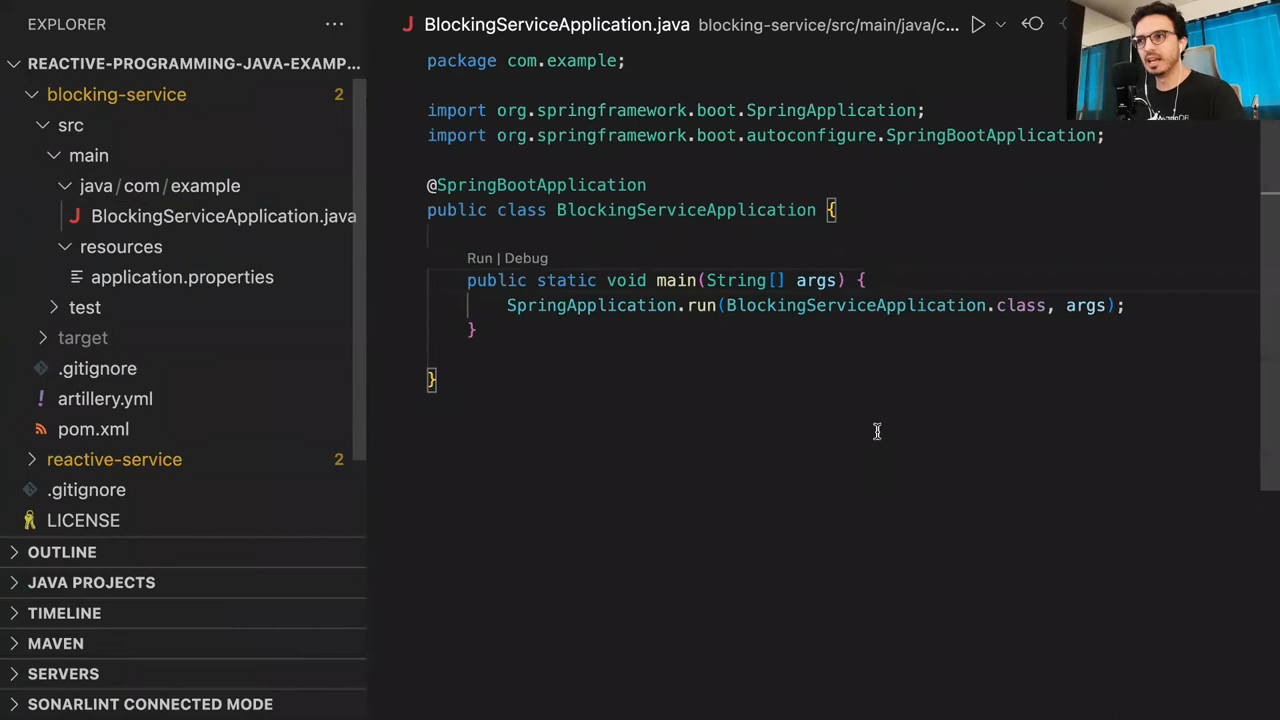 EXPLORER
REACTIVE-PROGRAMMING-JAVA-EXAMP...
blocking-service 2
src
main
java/com/example
BlockingServiceApplication.java
resources
application.properties
test
target
.gitignore
artillery.yml
pom.xml
reactive-service 2
.gitignore
LICENSE
OUTLINE
JAVA PROJECTS
TIMELINE
MAVEN
SERVERS
SONARLINT CONNECTED MODE
BlockingServiceApplication.java blocking-service/src/main/java/c...
package com.example;
import org.springframework.boot.SpringApplication;
import org.springframework.boot.autoconfigure.SpringBootApplication;
@SpringBootApplication
public class BlockingServiceApplication {
Run | Debug
public static void main(String[] args) {
SpringApplication.run(BlockingServiceApplication.class, args);
}
}